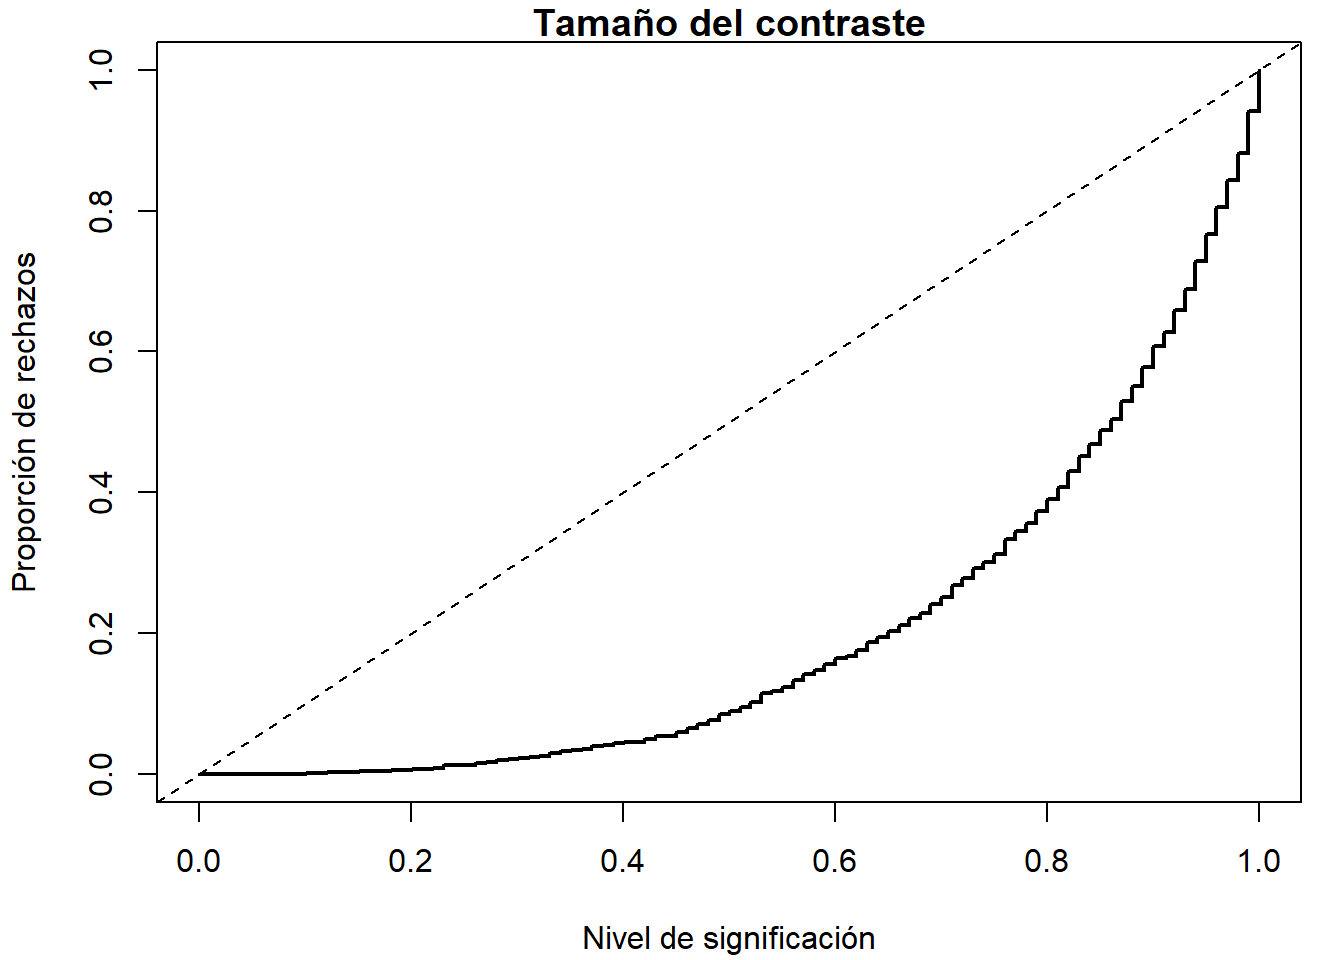 Tamaño del contraste
Proporción de rechazos
1.0
0.8
0.6
0.4
0.2
0.0
0.0 0.2 0.4 0.6 0.8 1.0
Nivel de significación